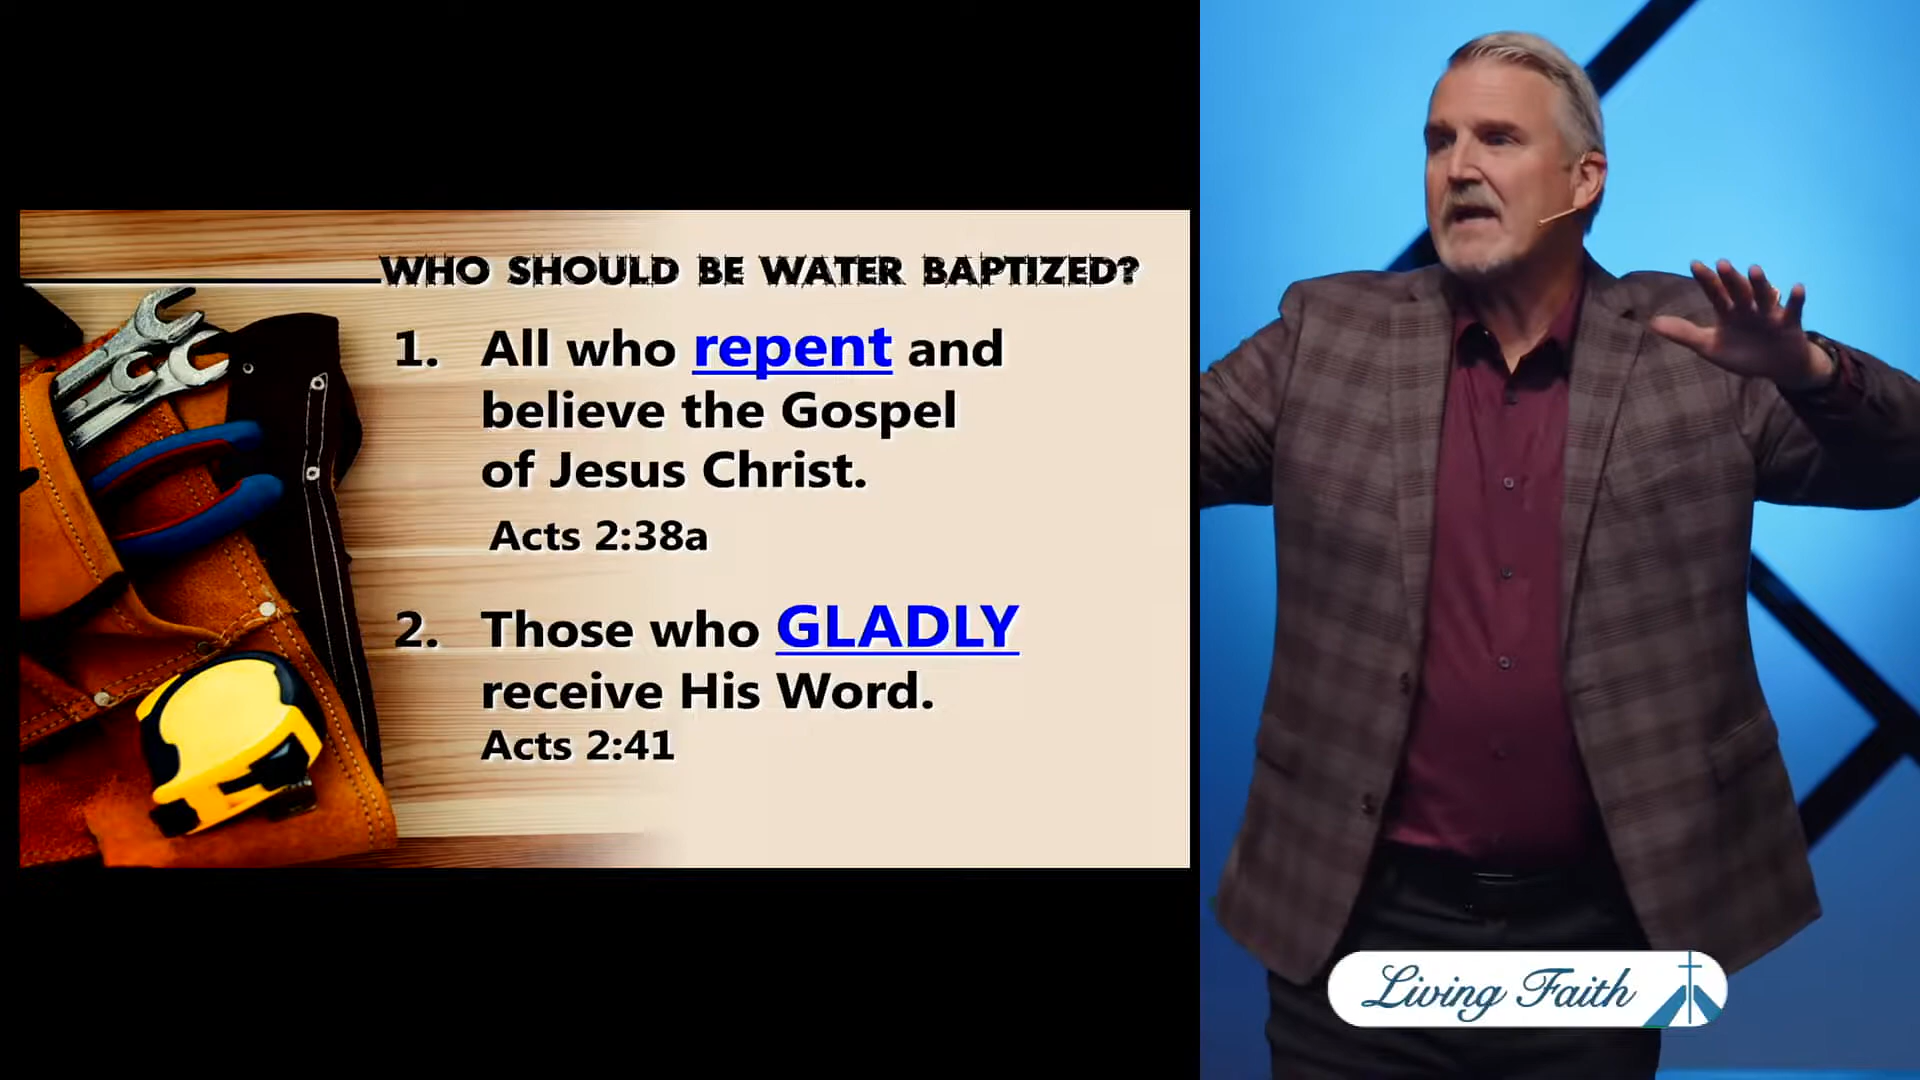 WHO SHOULD BE WATER BAPTIZED?
1. All who repent and
believe the Gospel
of Jesus Christ.
Acts 2:38a
2. Those who GLADLY
receive His Word.
Acts 2:41
Living Faith